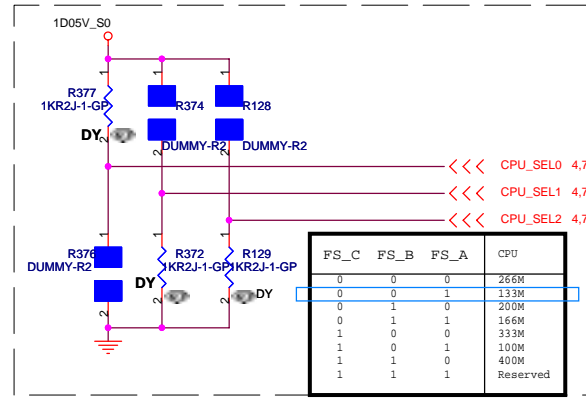 1D05V_S0
1
R377
1KR2J-1-GP
DY
2
1
R374
2
DUMMY-R2
1
R128
2
DUMMY-R2
CPU_SEL0 4,7
CPU_SEL1 4,7
CPU_SEL2 4,7
1
R376
DUMMY-R2
2
1
R372
1KR2J-1-GP
DY
2
1
R129
1KR2J-1-GP
DY
2
FS_C FS_B FS_A CPU
0 0 0 266M
0 0 1 133M
0 1 0 200M
0 1 1 166M
1 0 0 333M
1 0 1 100M
1 1 0 400M
1 1 1 Reserved